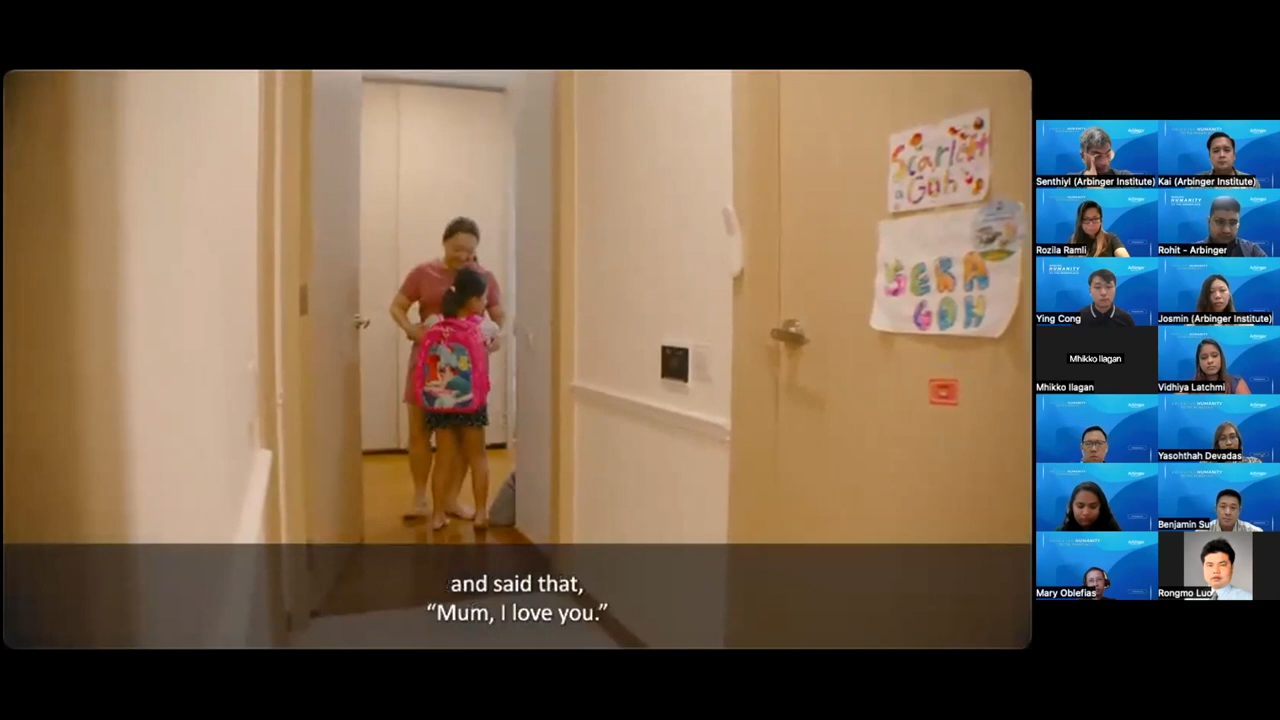 Scarlett
Goh
SERA
GOH
and said that,
“Mum, I love you.”
Senthiyl (Arbinger Institute)
Kai (Arbinger Institute)
Rozila Ramli
Rohit - Arbinger
Ying Cong
Josmin (Arbinger Institute)
Mhikko Ilagan
Mhikko Ilagan
Vidhiya Latchmi
Yasohthah Devadas
Benjamin Su
Mary Oblefias
Rongmo Luo